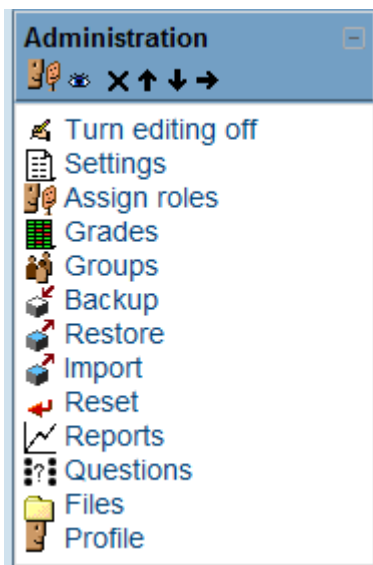 Administration
Turn editing off
Settings
Assign roles
Grades
Groups
Backup
Restore
Import
Reset
Reports
Questions
Files
Profile